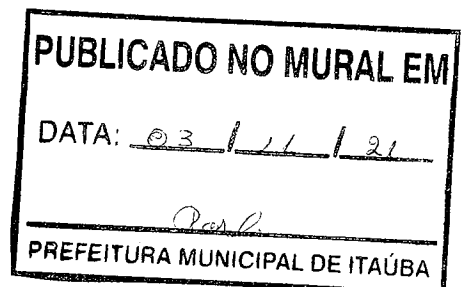 PUBLICADO NO MURAL EM
DATA: 03 / 11 / 21
PREFEITURA MUNICIPAL DE ITAÚBA